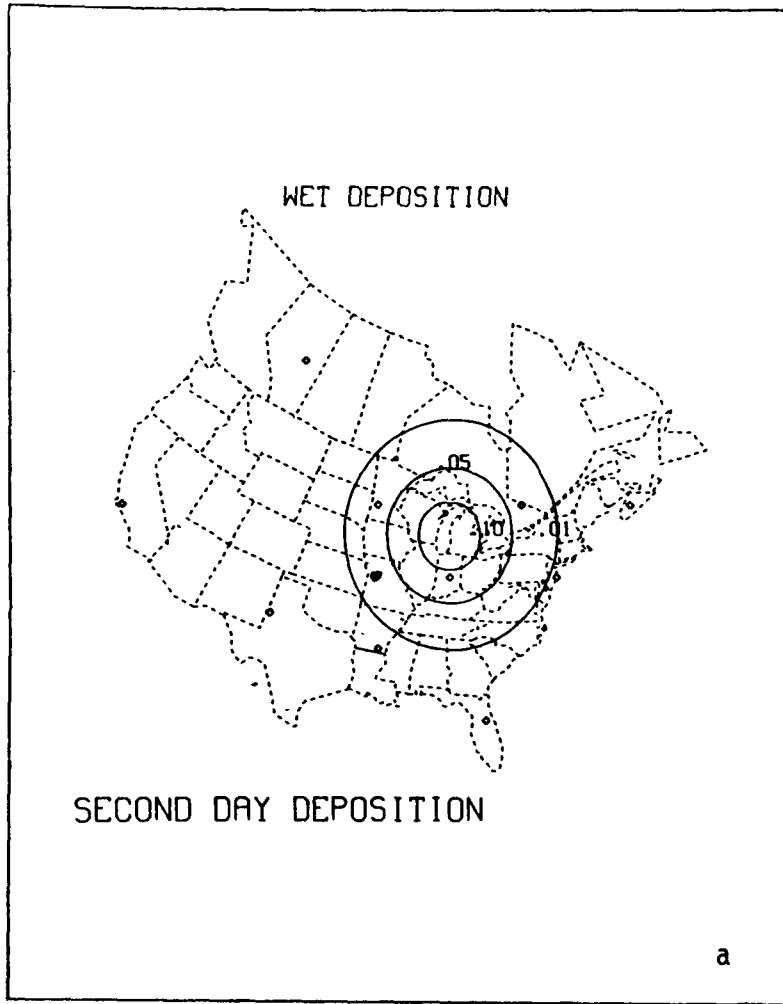 WET DEPOSITION
.05
.10
.01
SECOND DAY DEPOSITION
a